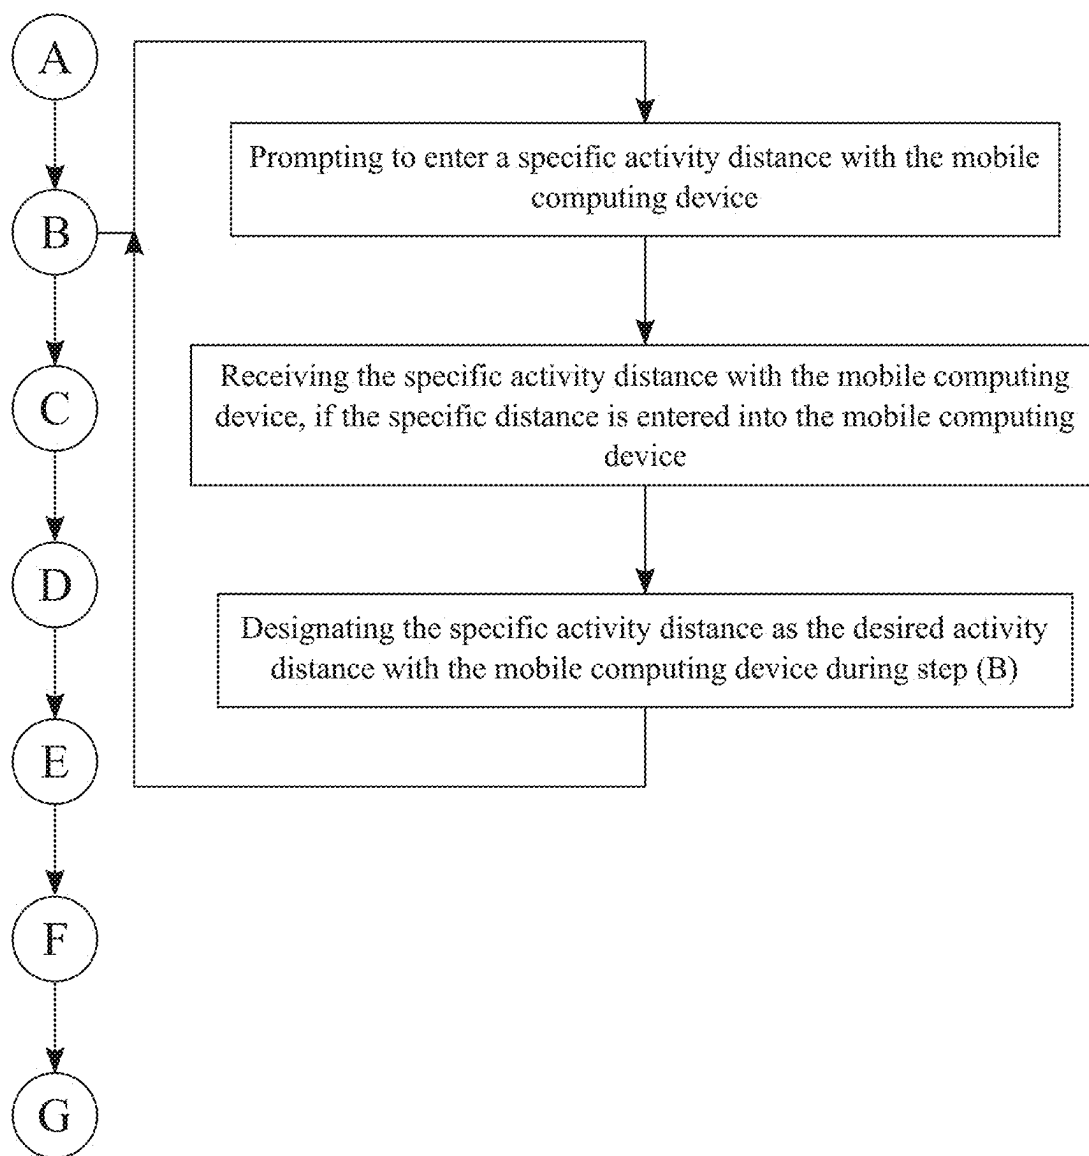 A
Prompting to enter a specific activity distance with the mobile
computing device
B
Receiving the specific activity distance with the mobile computing
device, if the specific distance is entered into the mobile computing
device
C
D
Designating the specific activity distance as the desired activity
distance with the mobile computing device during step (B)
E
F
G